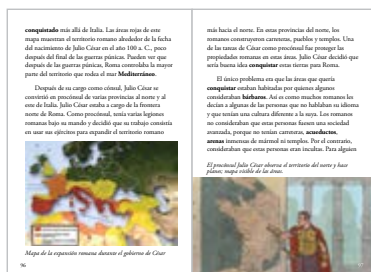 conquistado más allá de Italia. Las áreas rojas de este
mapa muestran el territorio romano alrededor de la fecha
del nacimiento de Julio César en el año 100 a. C., poco
después del final de las guerras púnicas. Pueden ver que
después de las guerras púnicas, Roma controlaba la mayor
parte del territorio que rodea el mar Mediterráneo.
Después de su cargo como cónsul, Julio César se
convirtió en procónsul de varias provincias al norte y al
este de Italia. Julio César estaba a cargo de la frontera
norte de Roma. Como procónsul, tenía varias legiones
romanas bajo su mando y decidió que su trabajo consistía
en usar sus ejércitos para expandir el territorio romano
Mapa de la expansión romana durante el gobierno de César
96
más hacia el norte. En estas provincias del norte, los
romanos construyeron carreteras, pueblos y templos. Una
de las tareas de César como procónsul fue proteger las
propiedades romanas en estas áreas. Julio César decidió que
sería buena idea conquistar estas tierras para Roma.
El único problema era que las áreas que quería
conquistar estaban habitadas por quienes algunos
consideraban bárbaros. Así es como muchos romanos les
decían a algunas de las personas que no hablaban su idioma
y que tenían una cultura diferente a la suya. Los romanos
no consideraban que estas personas fuesen una sociedad
avanzada, porque no tenían carreteras, acueductos,
arenas inmensas de mármol ni templos. Por el contrario,
consideraban que estas personas eran incultas. Para alguien
El procónsul Julio César observa el territorio del norte y hace
planes; mapa visible de las áreas.